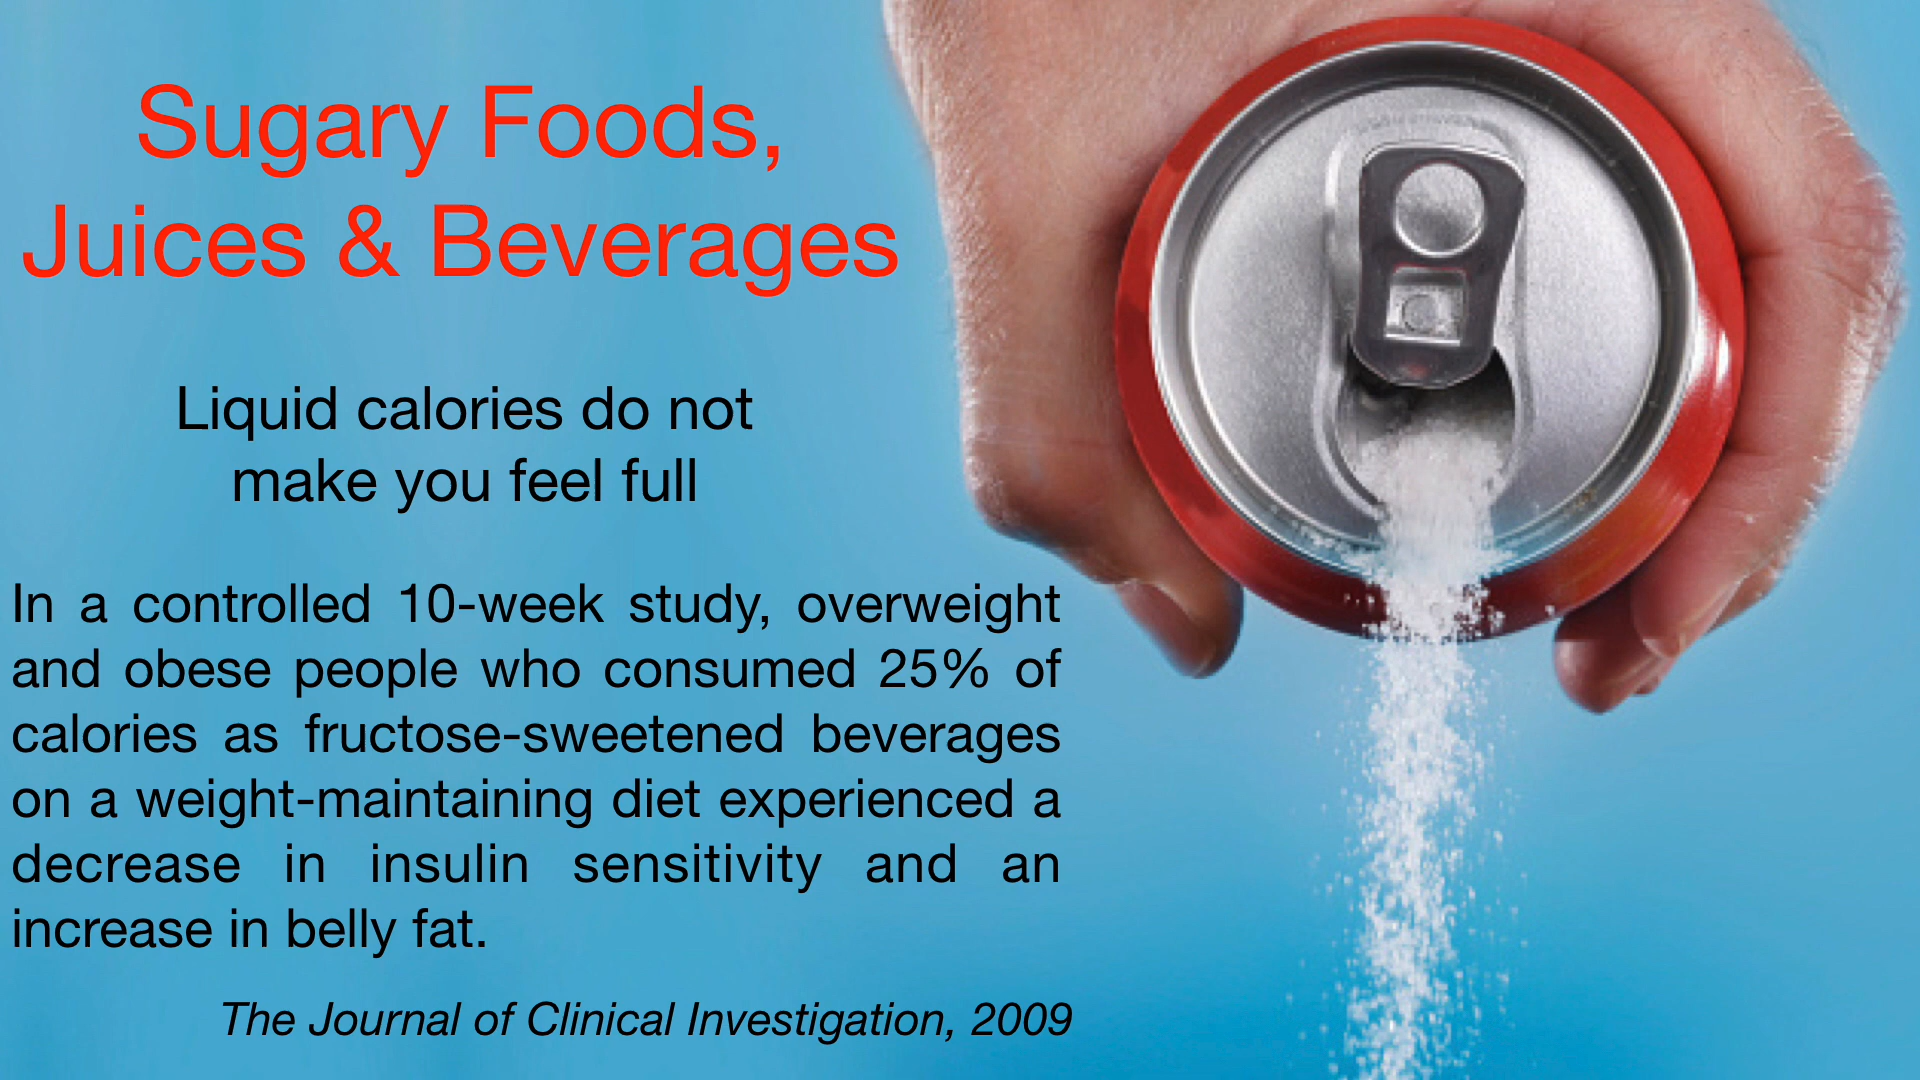 Sugary Foods,
Juices & Beverages
Liquid calories do not
make you feel full
In a controlled 10-week study, overweight
and obese people who consumed 25% of
calories as fructose-sweetened beverages
on a weight-maintaining diet experienced a
decrease in insulin sensitivity and an
increase in belly fat.
The Journal of Clinical Investigation, 2009